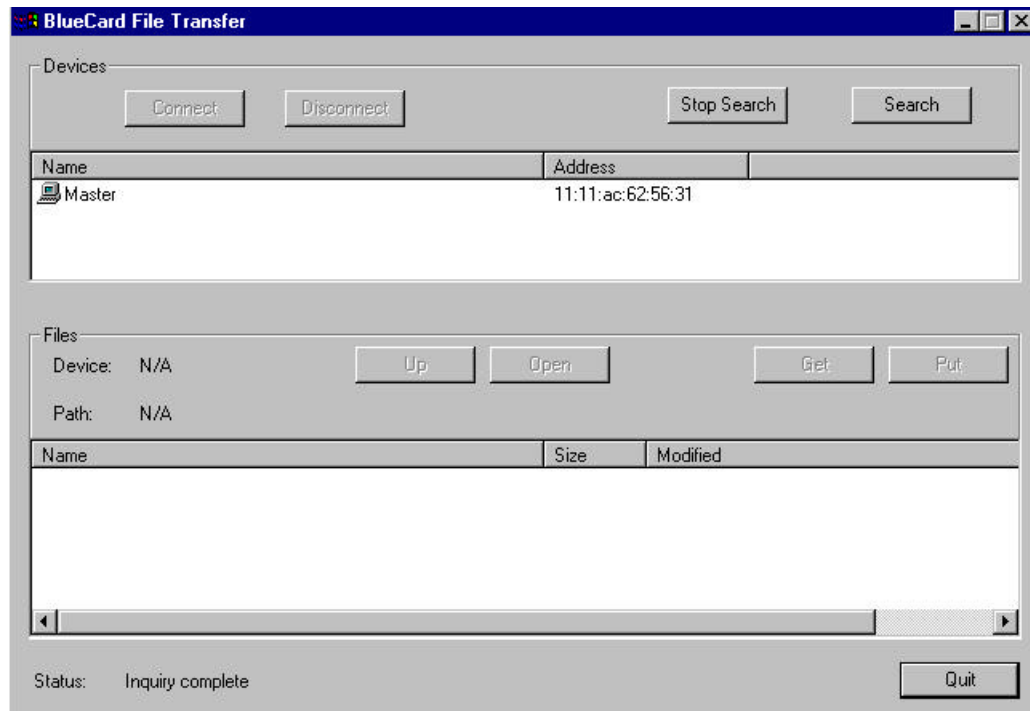 BlueCard File Transfer
Devices
Connect Disconnect Stop Search Search
Name Address
Master 11:11:ac:62:56:31
Files
Device: N/A Up Open Get Put
Path: N/A
Name Size Modified
Status: Inquiry complete Quit